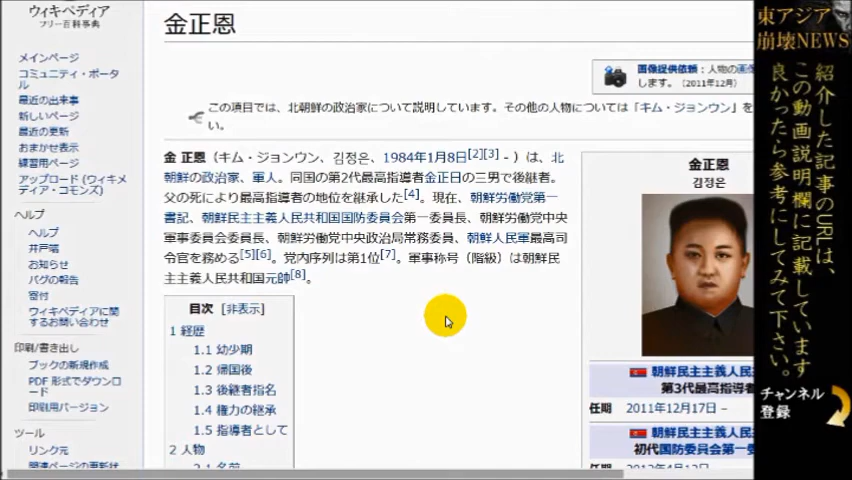 ウィキペディア
フリー百科事典
メインページ
コミュニティ・ポータ
ル
最近の出来事
新しいページ
最近の更新
おまかせ表示
練習用ページ
アップロード (ウィキ
メディア・コモンズ)
ヘルプ
ヘルプ
井戸端
お知らせ
バグの報告
寄付
ウィキペディアに関
するお問い合わせ
印刷/書き出し
ブックの新規作成
PDF 形式でダウンロ
ード
印刷用バージョン
ツール
リンク元
関連ページの更新状
金正恩
画像提供依頼：人物の画像
します。（2011年12月）
この項目では、北朝鮮の政治家について説明しています。その他の人物については「キム・ジョンウン」を
い。
金 正恩（キム・ジョンウン、김정은、1984年1月8日[2][3] - ）は、北
朝鮮の政治家、軍人。同国の第2代最高指導者金正日の三男で後継者。
父の死により最高指導者の地位を継承した[4]。現在、朝鮮労働党第一
書記、朝鮮民主主義人民共和国国防委員会第一委員長、朝鮮労働党中央
軍事委員会委員長、朝鮮労働党中央政治局常務委員、朝鮮人民軍最高司
令官を務める[5][6]。党内序列は第1位[7]。軍事称号（階級）は朝鮮民
主主義人民共和国元帥[8]。
目次 [非表示]
1 経歴
1.1 幼少期
1.2 帰国後
1.3 後継者指名
1.4 権力の継承
1.5 指導者として
2 人物
2.1 名前
金正恩
김정은
朝鮮民主主義人民
第3代最高指導者
任期 2011年12月17日 –
朝鮮民主主義人民
初代国防委員会第一委
任期 2012年4月13日
東アジア
崩壊NEWS
紹介した記事のURLは、
この動画説明欄に記載しています
良かったら参考にしてみて下さい。
チャンネル
登録